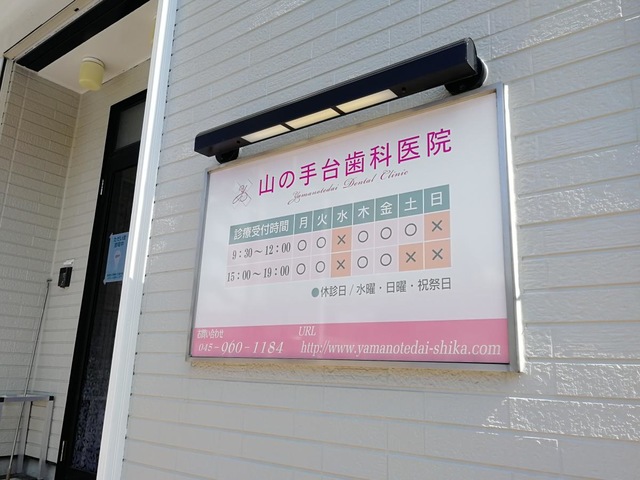 山の手台歯科医院
Yamanotedai Dental Clinic
診療受付時間 月 火 水 木 金 土 日
9:30～12:00 ○ ○ × ○ ○ ○ ×
15:00～19:00 ○ ○ × ○ ○ × ×
●休診日/水曜・日曜・祝祭日
お問い合わせ URL
045-960-1184 http://www.yamanotedai-shika.com